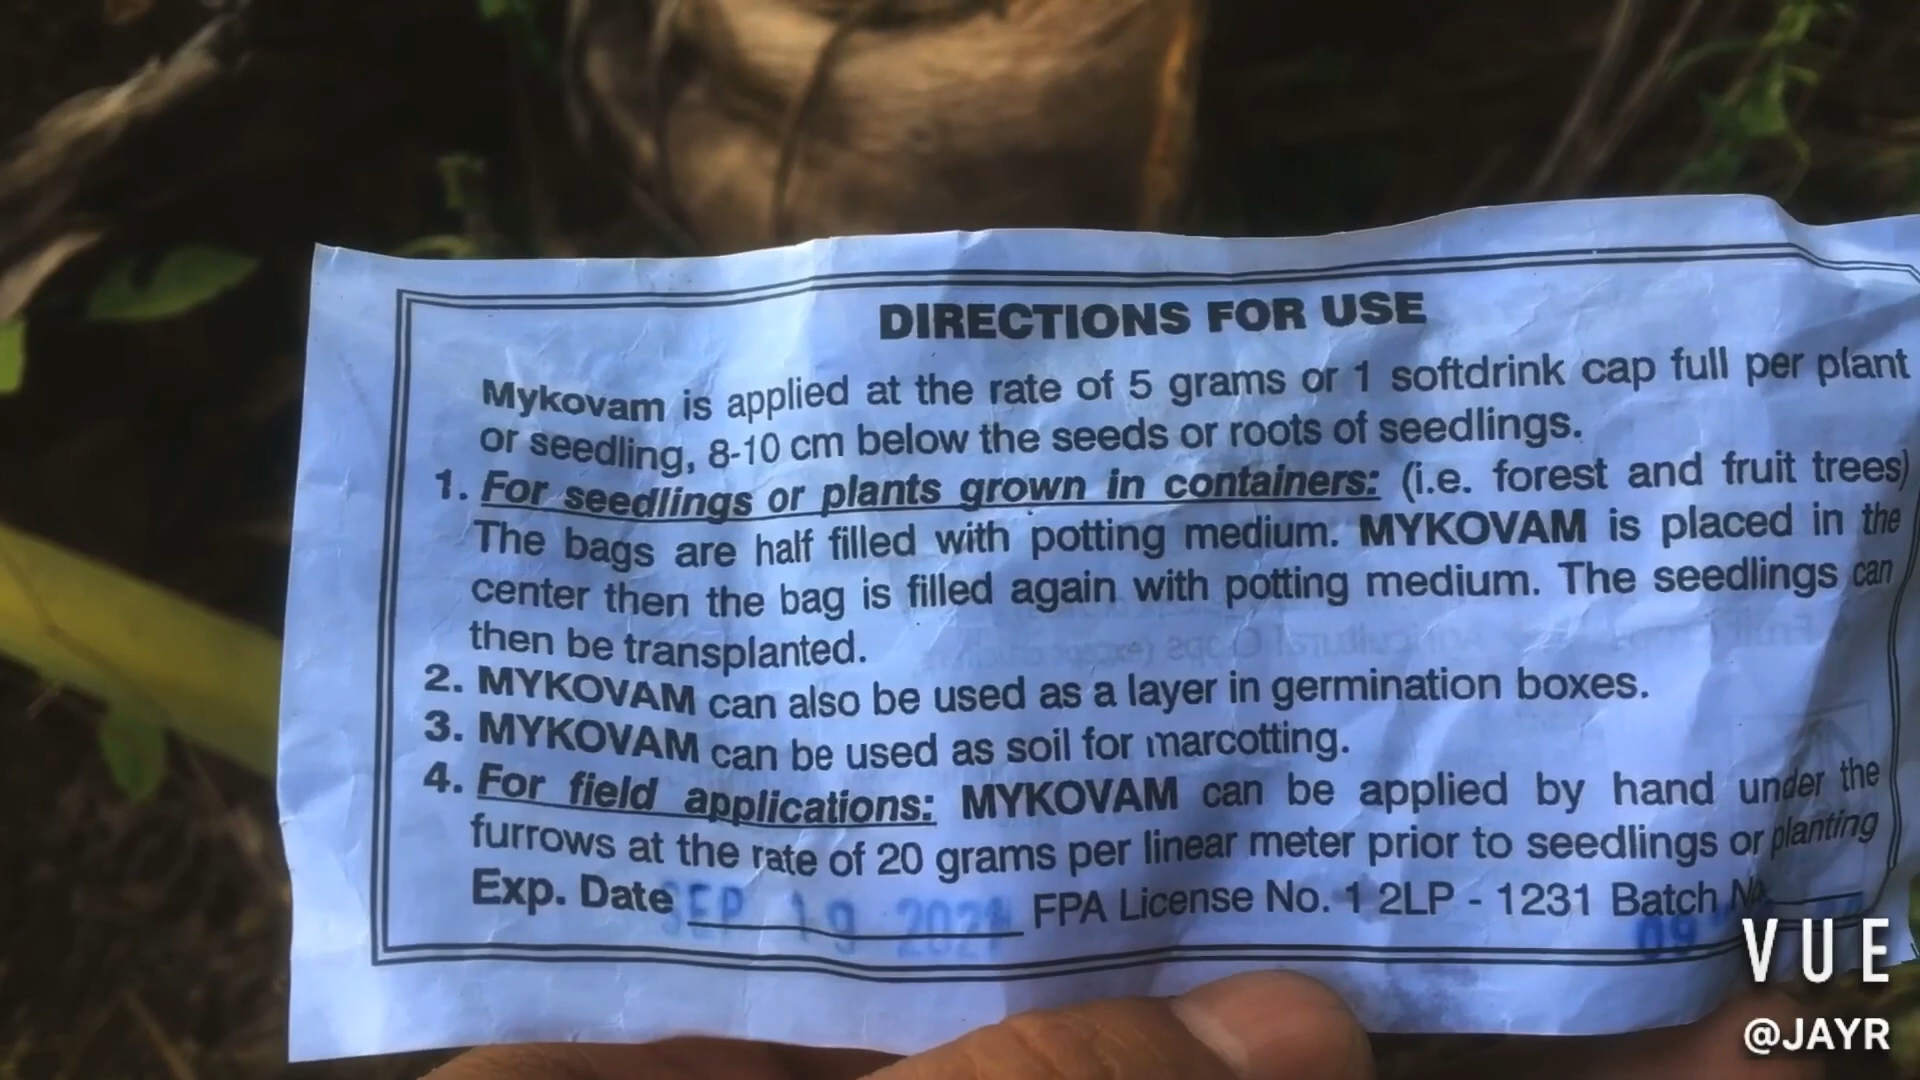 DIRECTIONS FOR USE
Mykovam is applied at the rate of 5 grams or 1 softdrink cap full per plant
or seedling, 8-10 cm below the seeds or roots of seedlings.
1. For seedlings or plants grown in containers: (i.e. forest and fruit trees)
The bags are half filled with potting medium. MYKOVAM is placed in the
center then the bag is filled again with potting medium. The seedlings can
then be transplanted.
2. MYKOVAM can also be used as a layer in germination boxes.
3. MYKOVAM can be used as soil for marcotting.
4. For field applications: MYKOVAM can be applied by hand under the
furrows at the rate of 20 grams per linear meter prior to seedlings or planting
Exp. Date SEP 19 FPA License No. 1 2LP - 1231 Batch No. 09
VUE
@JAYR